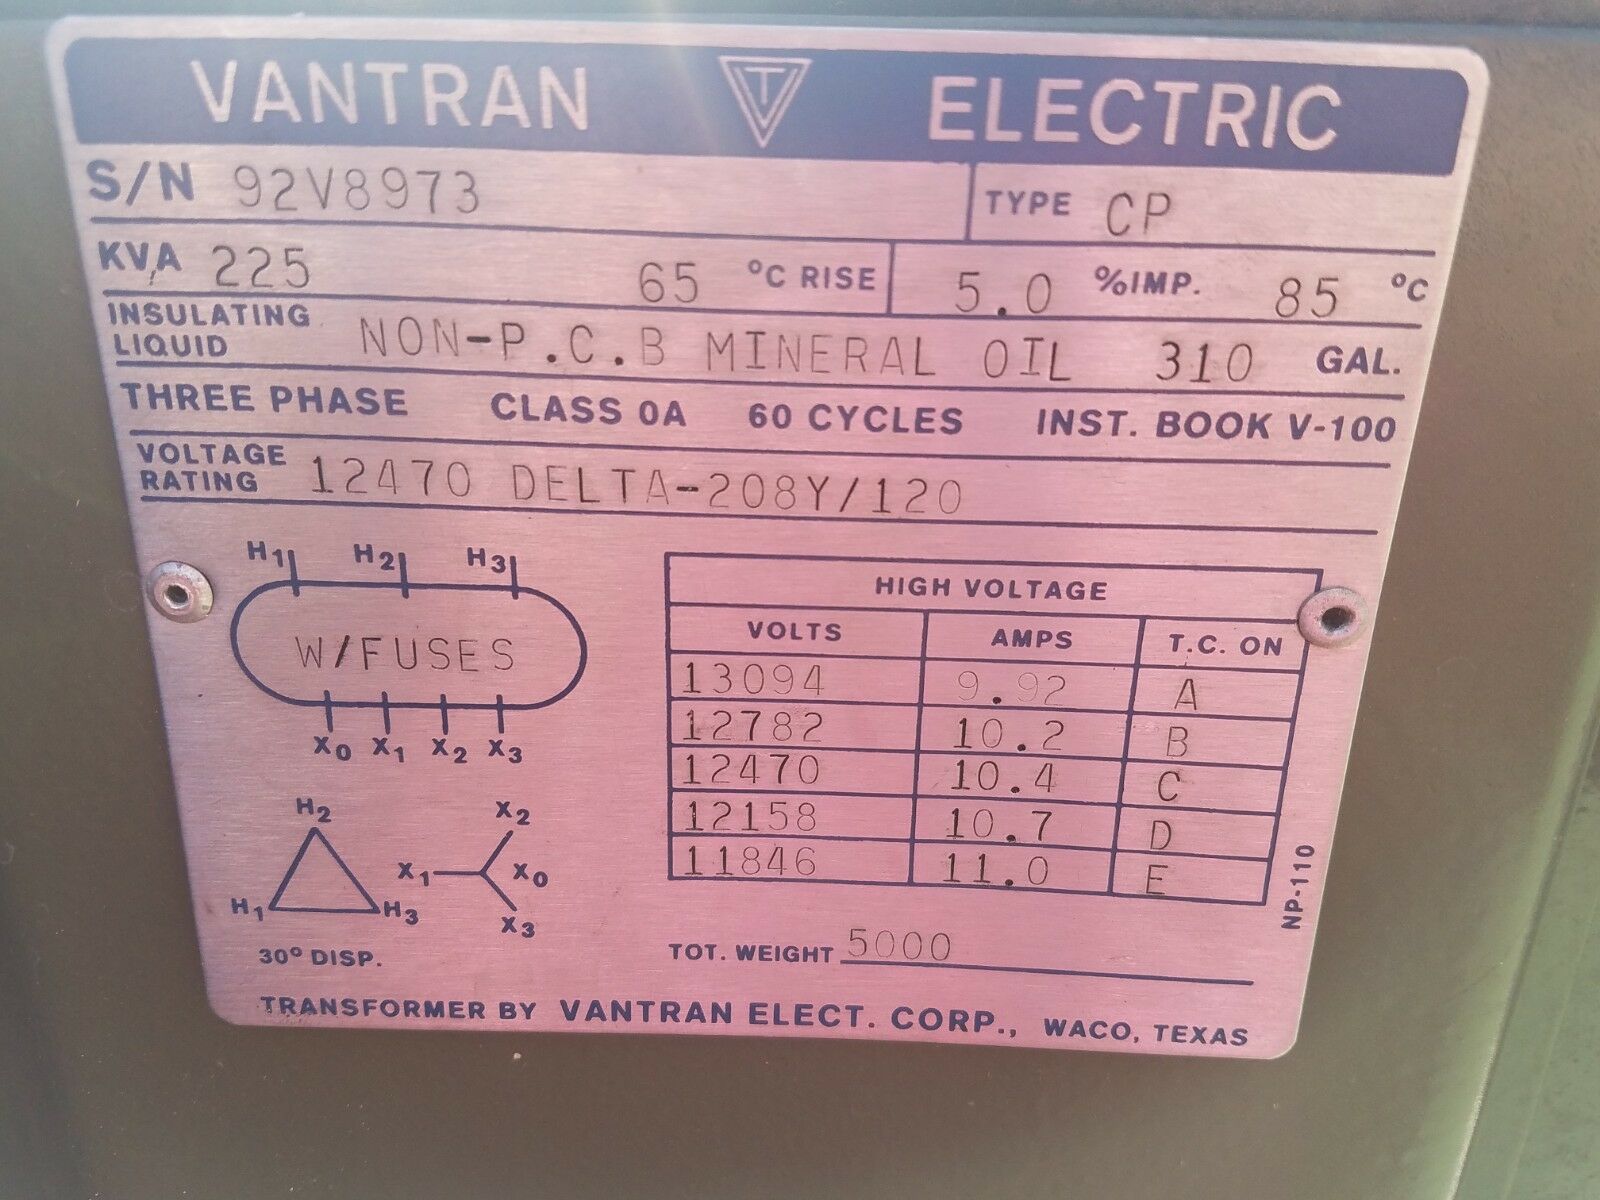 VANTRAN VT ELECTRIC
S/N 92V8973 TYPE CP
KVA 225 65 °C RISE 5.0 %IMP. 85 °C
INSULATING
LIQUID NON-P.C.B MINERAL OIL 310 GAL.
THREE PHASE CLASS OA 60 CYCLES INST. BOOK V-100
VOLTAGE
RATING 12470 DELTA-208Y/120
H1 H2 H3
W/FUSES
X0 X1 X2 X3
H2
H1 H3
30° DISP.
X2
X1 X0
X3
HIGH VOLTAGE
VOLTS AMPS T.C. ON
13094 9.92 A
12782 10.2 B
12470 10.4 C
12158 10.7 D
11846 11.0 E
NP-110
TOT. WEIGHT 5000
TRANSFORMER BY VANTRAN ELECT. CORP., WACO, TEXAS